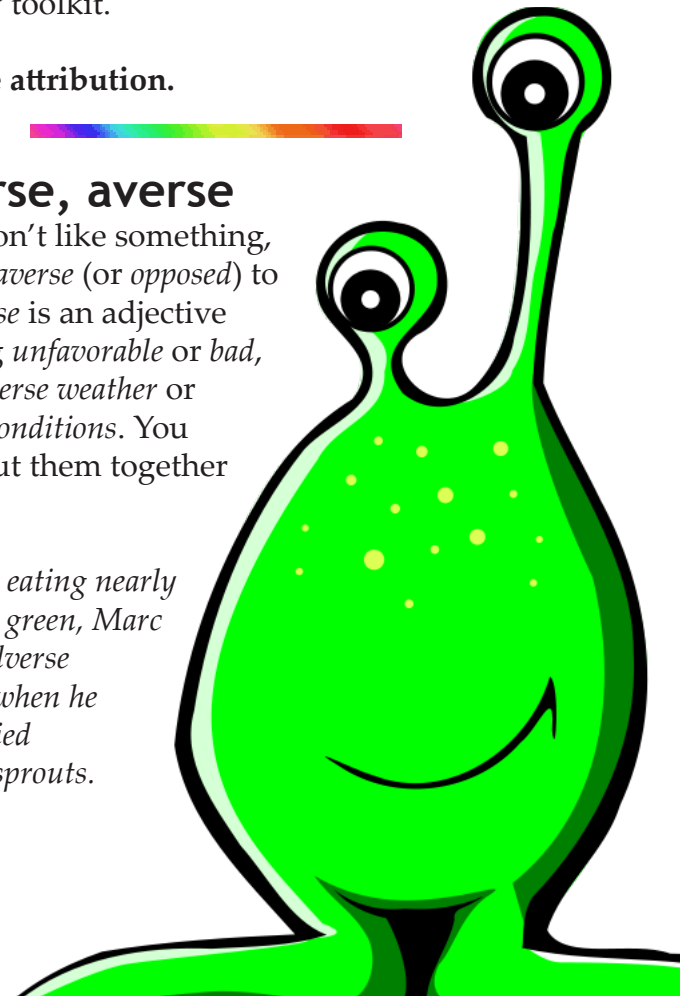 toolkit.
attribution.
rse, averse
on't like something,
averse (or opposed) to
se is an adjective
g unfavorable or bad,
erse weather or
onditions. You
ut them together
eating nearly
green, Marc
dverse
when he
ied
sprouts.